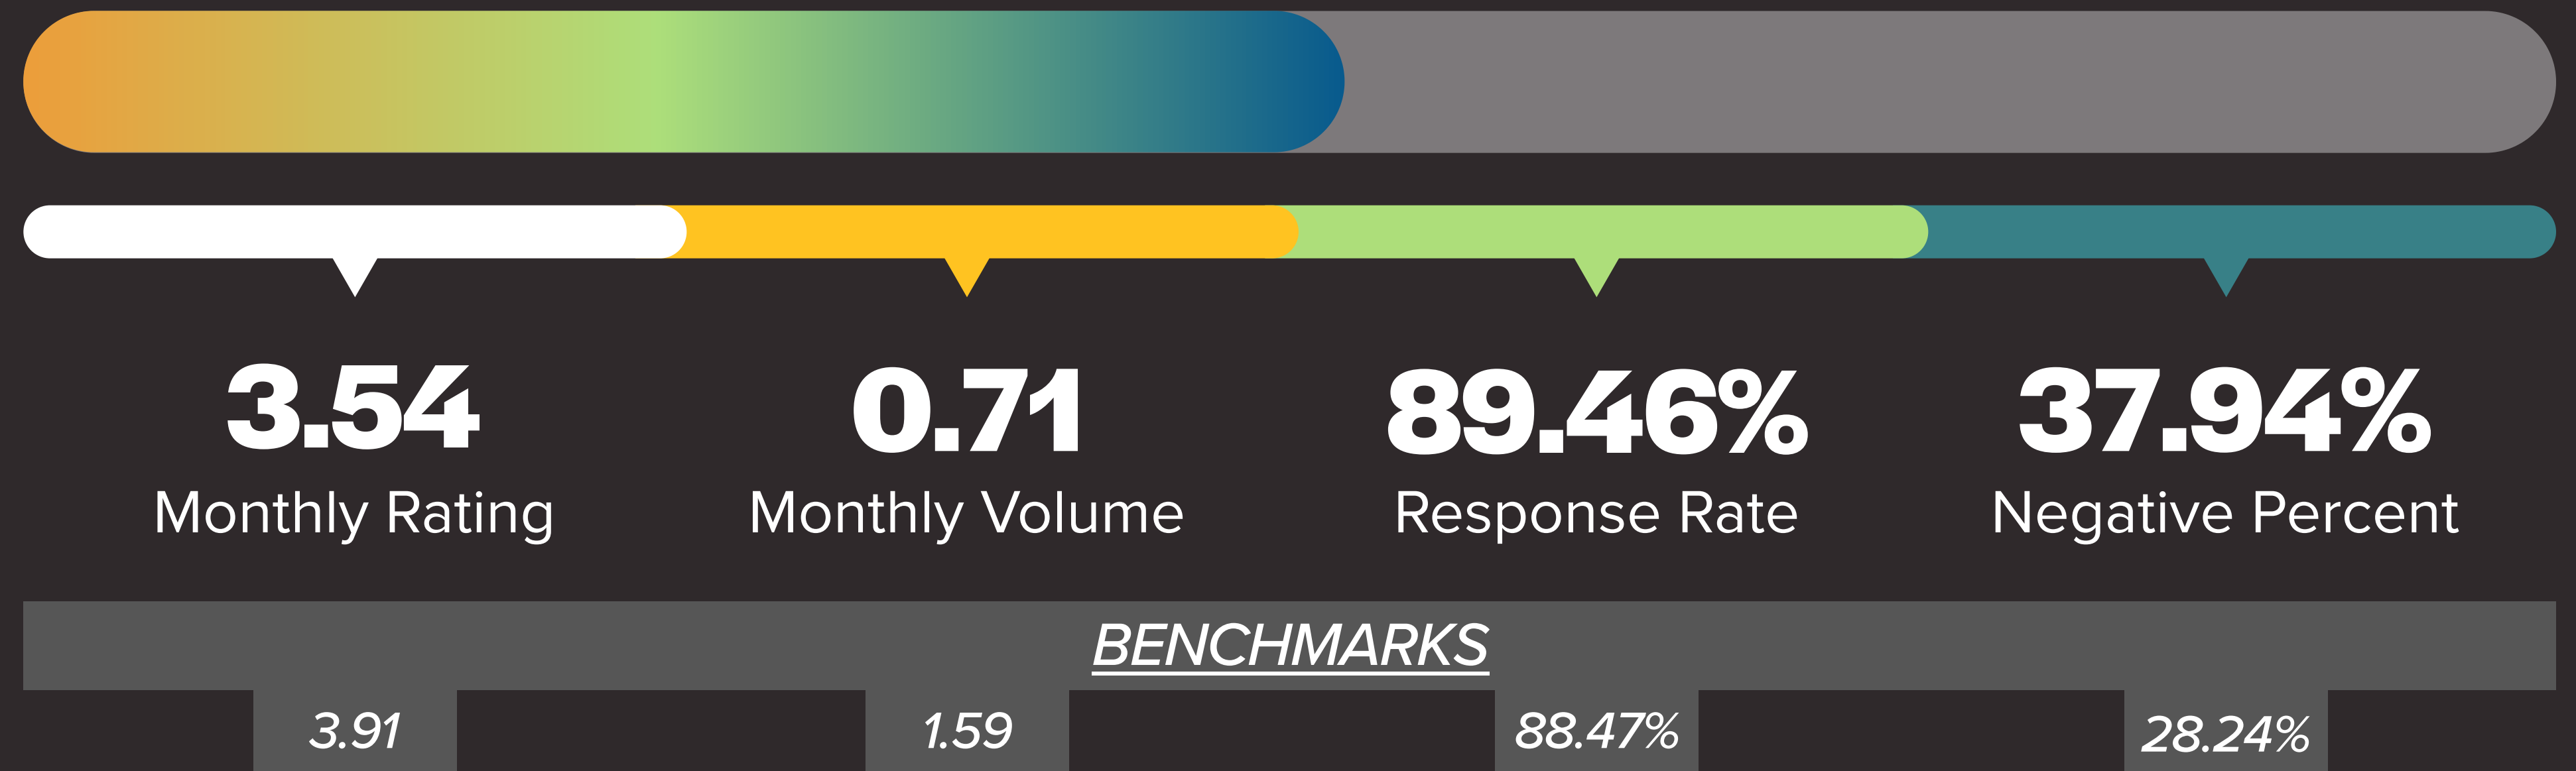 3.54 0.71 89.46% 37.94%
Monthly Rating Monthly Volume Response Rate Negative Percent
BENCHMARKS
3.91 1.59 88.47% 28.24%